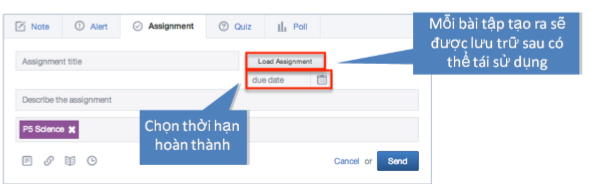 Note Alert Assignment Quiz Poll
Mỗi bài tập tạo ra sẽ
được lưu trữ sau có
thể tái sử dụng
Assignment title Load Assignment
due date
Describe the assignment
P5 Science
Chọn thời hạn
hoàn thành
Cancel or Send